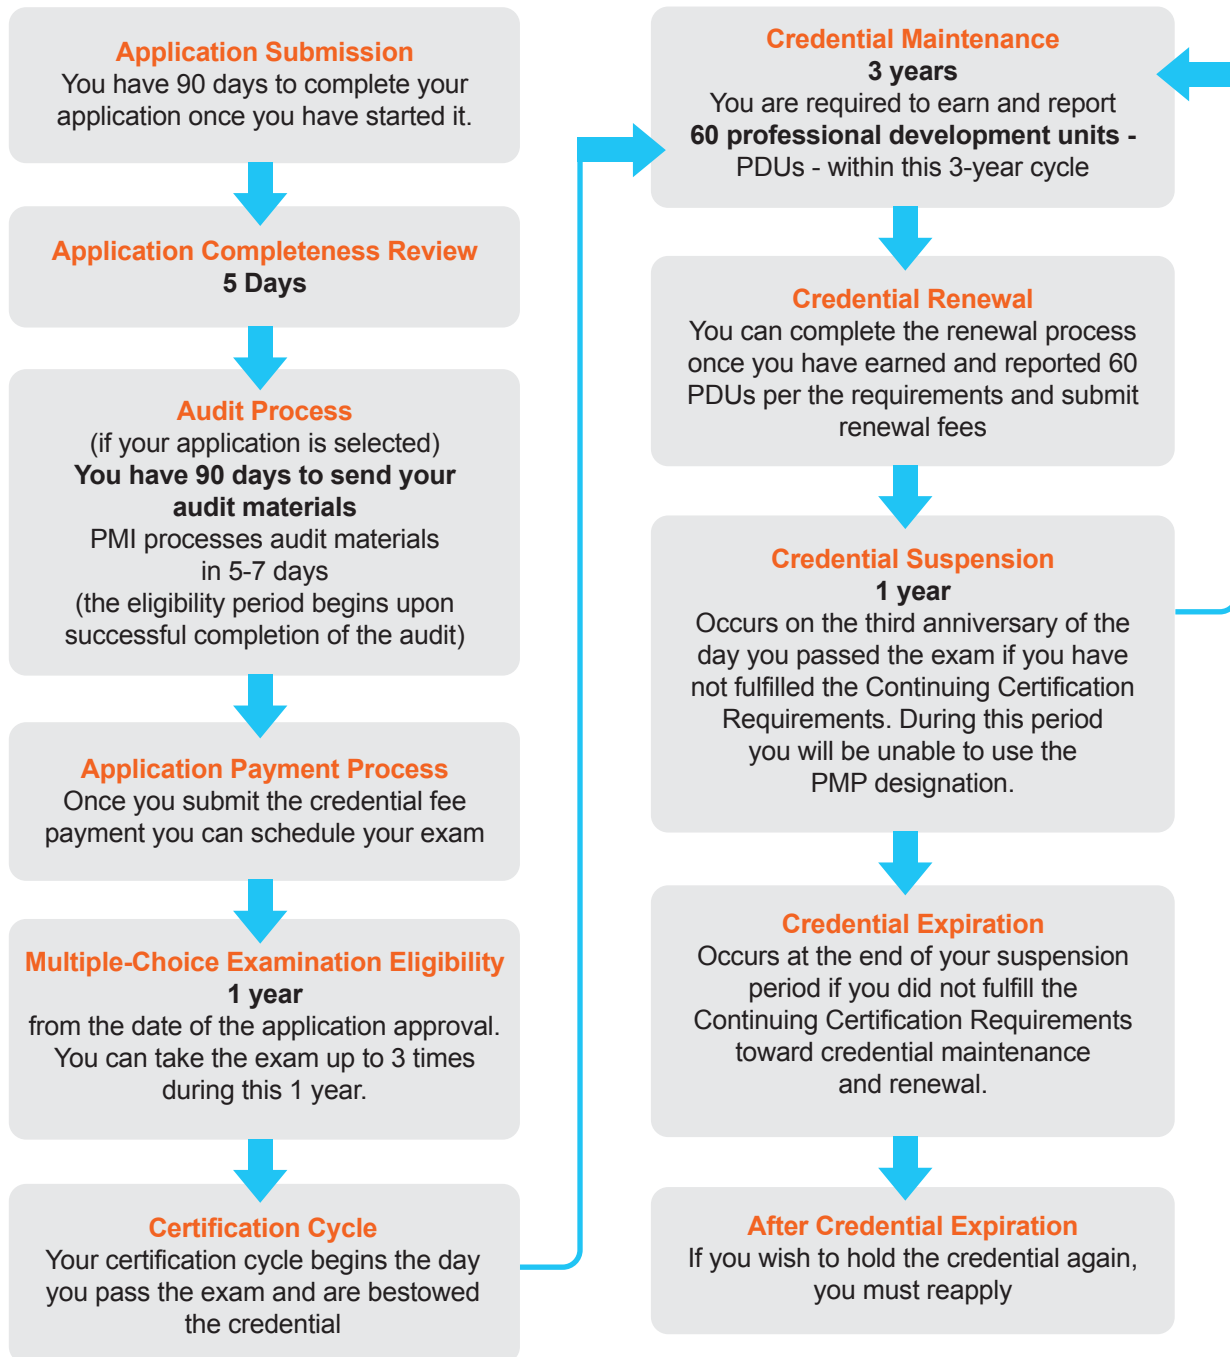 Application Submission
You have 90 days to complete your
application once you have started it.
Application Completeness Review
5 Days
Audit Process
(if your application is selected)
You have 90 days to send your
audit materials
PMI processes audit materials
in 5-7 days
(the eligibility period begins upon
successful completion of the audit)
Application Payment Process
Once you submit the credential fee
payment you can schedule your exam
Multiple-Choice Examination Eligibility
1 year
from the date of the application approval.
You can take the exam up to 3 times
during this 1 year.
Certification Cycle
Your certification cycle begins the day
you pass the exam and are bestowed
the credential
Credential Maintenance
3 years
You are required to earn and report
60 professional development units -
PDUs - within this 3-year cycle
Credential Renewal
You can complete the renewal process
once you have earned and reported 60
PDUs per the requirements and submit
renewal fees
Credential Suspension
1 year
Occurs on the third anniversary of the
day you passed the exam if you have
not fulfilled the Continuing Certification
Requirements. During this period
you will be unable to use the
PMP designation.
Credential Expiration
Occurs at the end of your suspension
period if you did not fulfill the
Continuing Certification Requirements
toward credential maintenance
and renewal.
After Credential Expiration
If you wish to hold the credential again,
you must reapply